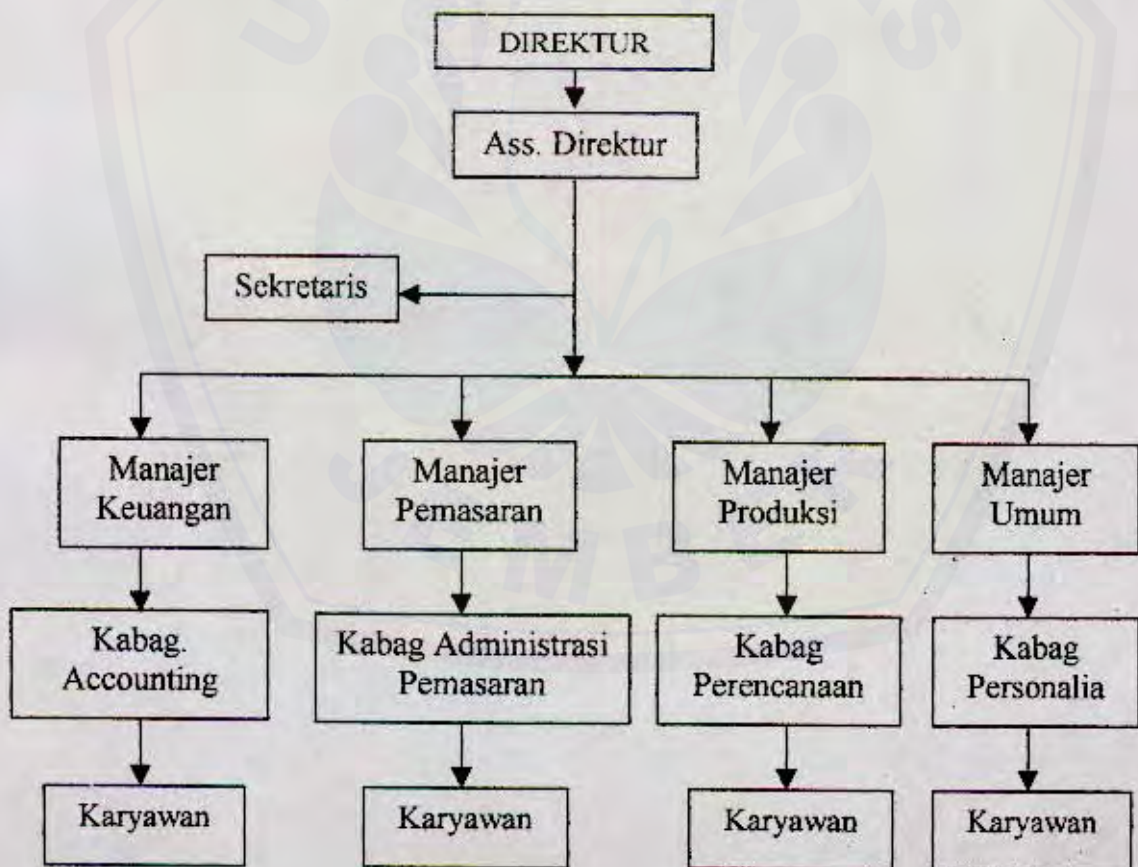 DIREKTUR
Ass. Direktur
Sekretaris
Manajer
Keuangan
Manajer
Pemasaran
Manajer
Produksi
Manajer
Umum
Kabag.
Accounting
Kabag Administrasi
Pemasaran
Kabag
Perencanaan
Kabag
Personalia
Karyawan
Karyawan
Karyawan
Karyawan